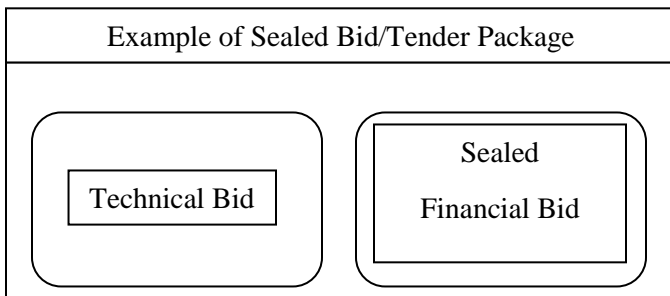 Example of Sealed Bid/Tender Package
Technical Bid
Sealed
Financial Bid